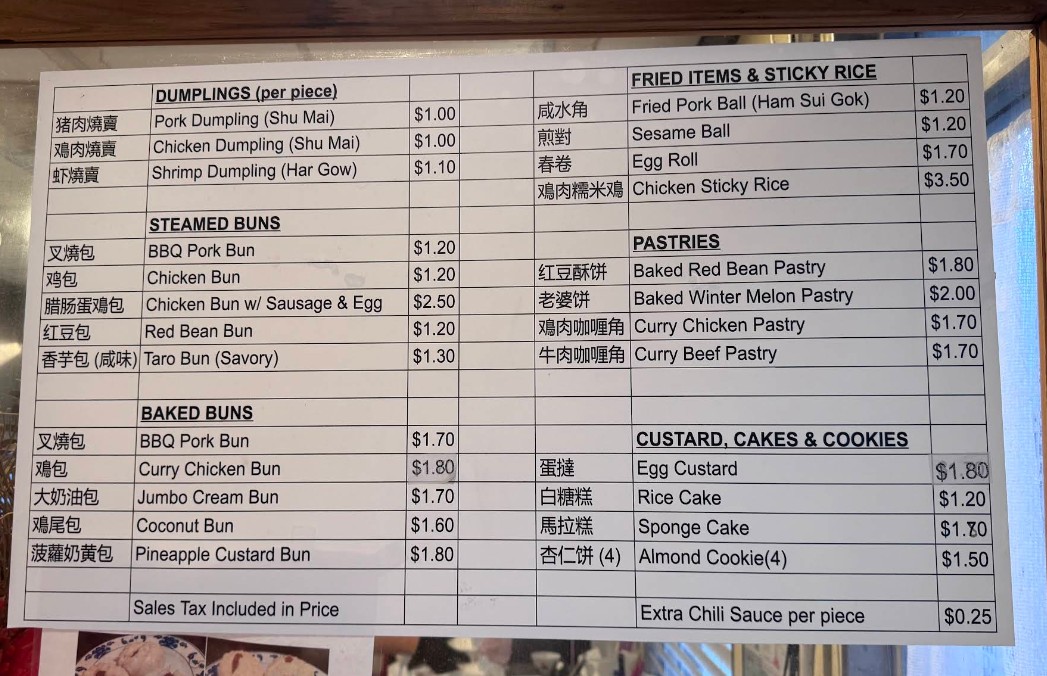 DUMPLINGS (per piece)
猪肉燒賣 Pork Dumpling (Shu Mai) $1.00
鳮肉燒賣 Chicken Dumpling (Shu Mai) $1.00
虾燒賣 Shrimp Dumpling (Har Gow) $1.10
STEAMED BUNS
叉燒包 BBQ Pork Bun $1.20
鸡包 Chicken Bun $1.20
腊肠蛋鳮包 Chicken Bun w/ Sausage & Egg $2.50
红豆包 Red Bean Bun $1.20
香芋包 (咸味) Taro Bun (Savory) $1.30
BAKED BUNS
叉燒包 BBQ Pork Bun $1.70
鳮包 Curry Chicken Bun $1.80
大奶油包 Jumbo Cream Bun $1.70
鳮尾包 Coconut Bun $1.60
菠蘿奶黄包 Pineapple Custard Bun $1.80
Sales Tax Included in Price
FRIED ITEMS & STICKY RICE
咸水角 Fried Pork Ball (Ham Sui Gok) $1.20
煎對 Sesame Ball $1.20
春卷 Egg Roll $1.70
鳮肉糯米鳮 Chicken Sticky Rice $3.50
PASTRIES
红豆酥饼 Baked Red Bean Pastry $1.80
老婆饼 Baked Winter Melon Pastry $2.00
鳮肉咖喱角 Curry Chicken Pastry $1.70
牛肉咖喱角 Curry Beef Pastry $1.70
CUSTARD, CAKES & COOKIES
蛋撻 Egg Custard $1.80
白糖糕 Rice Cake $1.20
馬拉糕 Sponge Cake
杏仁饼 (4) Almond Cookie(4) $1.50
Extra Chili Sauce per piece $0.25